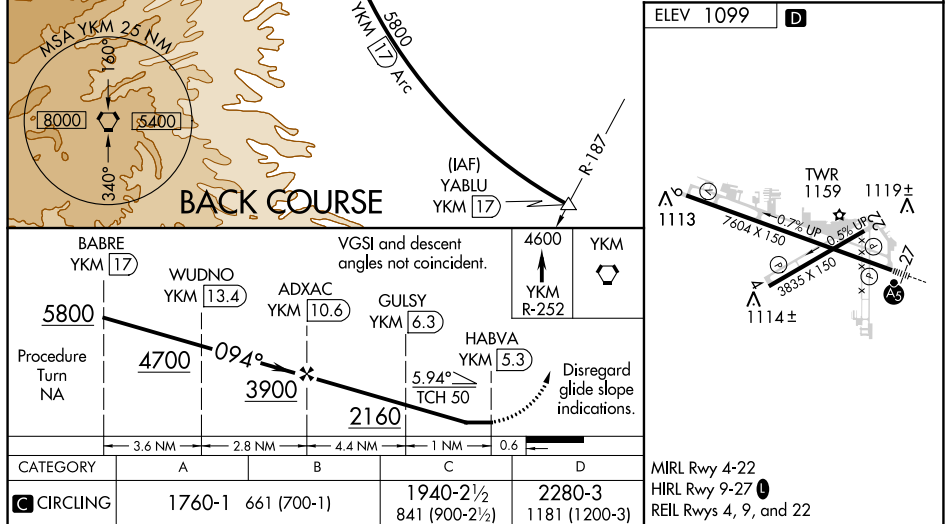 MSA YKM 25 NM
160°
8000
5400
340°
BACK COURSE
5800
YKM 17 Arc
R-187
(IAF)
YABLU
YKM 17
BABRE
YKM 17
WUDNO
YKM 13.4
ADXAC
YKM 10.6
GULSY
YKM 6.3
HABVA
YKM 5.3
VGSI and descent
angles not coincident.
4600
YKM
R-252
YKM
5800
4700
094°
3900
2160
5.94°
TCH 50
Procedure
Turn
NA
Disregard
glide slope
indications.
3.6 NM
2.8 NM
4.4 NM
1 NM
0.6
CATEGORY A B C D
C CIRCLING
1760-1 661 (700-1)
1940-2½
841 (900-2½)
2280-3
1181 (1200-3)
ELEV 1099 D
TWR
1159
1119±
1113
9
V
7604 X 150
0.7% UP
0.5% UP
22
P
P
P
27
3835 X 150
4
1114±
A5
MIRL Rwy 4-22
HIRL Rwy 9-27 L
REIL Rwys 4, 9, and 22